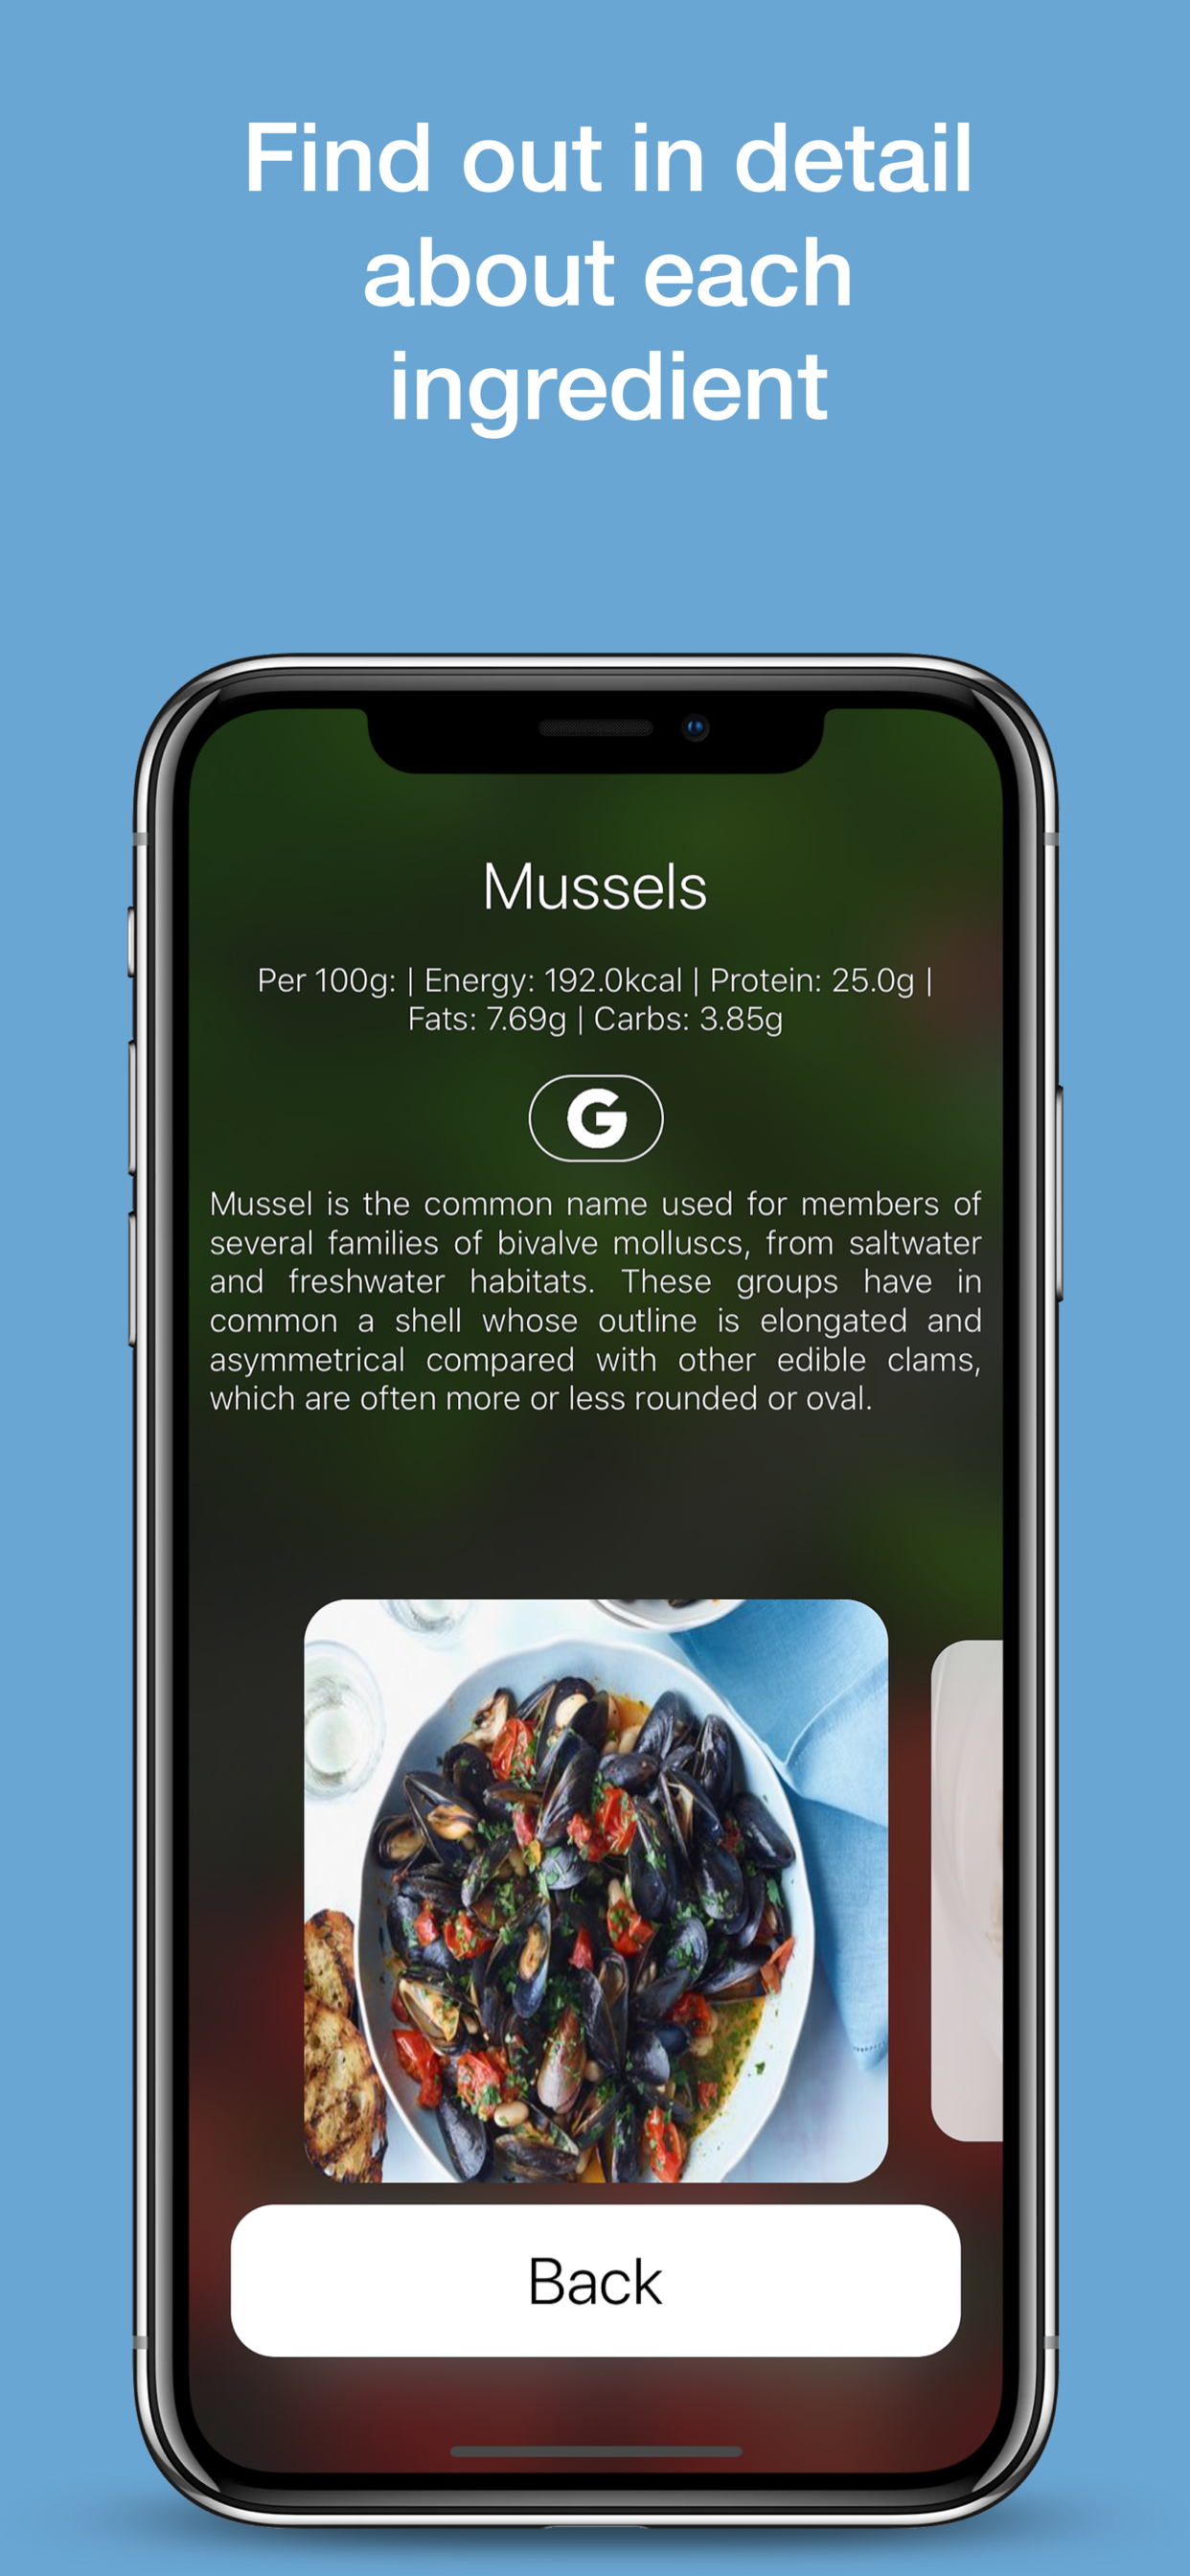 Find out in detail
about each
ingredient
Mussels
Per 100g: | Energy: 192.0kcal | Protein: 25.0g |
Fats: 7.69g | Carbs: 3.85g
G
Mussel is the common name used for members of
several families of bivalve molluscs, from saltwater
and freshwater habitats. These groups have in
common a shell whose outline is elongated and
asymmetrical compared with other edible clams,
which are often more or less rounded or oval.
Back